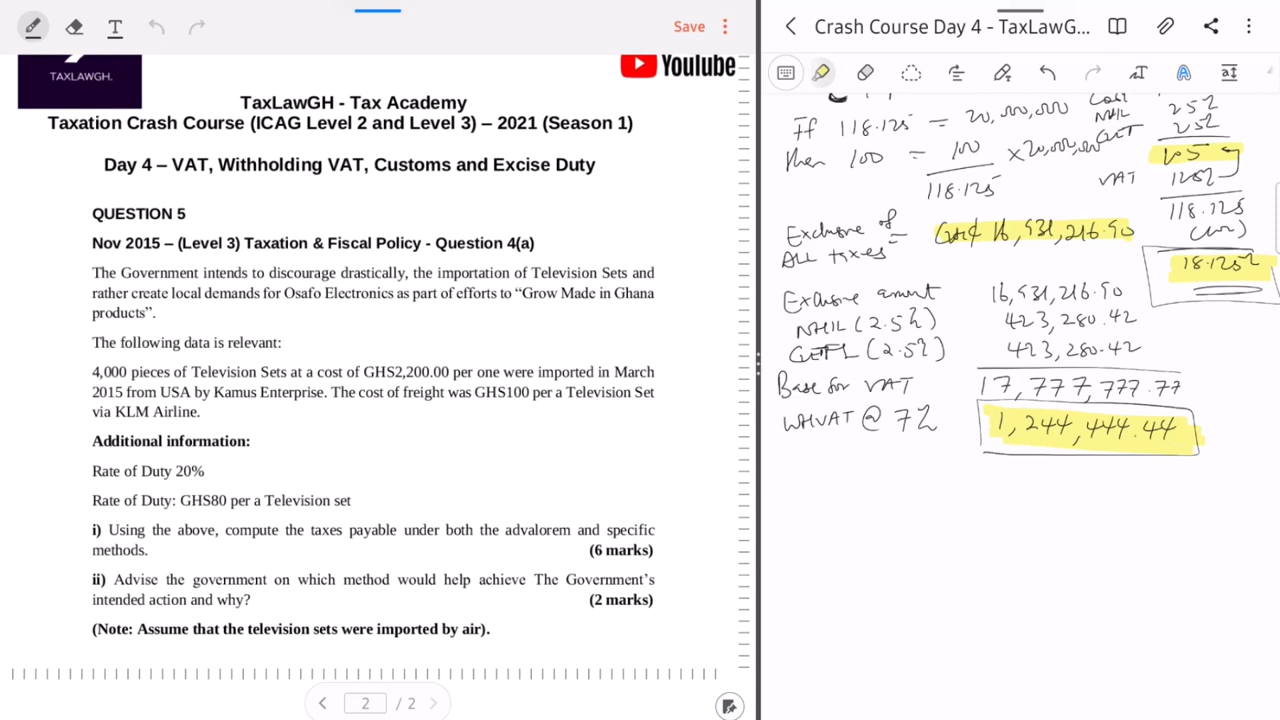 Save
TAXLAWGH.
YouTube
TaxLawGH - Tax Academy
Taxation Crash Course (ICAG Level 2 and Level 3) – 2021 (Season 1)
Day 4 – VAT, Withholding VAT, Customs and Excise Duty
QUESTION 5
Nov 2015 – (Level 3) Taxation & Fiscal Policy - Question 4(a)
The Government intends to discourage drastically, the importation of Television Sets and
rather create local demands for Osafo Electronics as part of efforts to “Grow Made in Ghana
products”.
The following data is relevant:
4,000 pieces of Television Sets at a cost of GHS2,200.00 per one were imported in March
2015 from USA by Kamus Enterprise. The cost of freight was GHS100 per a Television Set
via KLM Airline.
Additional information:
Rate of Duty 20%
Rate of Duty: GHS80 per a Television set
i) Using the above, compute the taxes payable under both the advalorem and specific
methods. (6 marks)
ii) Advise the government on which method would help achieve The Government’s
intended action and why? (2 marks)
(Note: Assume that the television sets were imported by air).
2 / 2
Crash Course Day 4 - TaxLawG...
If 118.125 = 20,000,000
then 100 = 100 × 20,000,000
118.125
NHIL 2.5%
2.5%
105
VAT
118.125
18.125%
Exclusive of = GH¢ 16,931,216.90
ALL taxes
Exclusive amount 16,931,216.90
NHIL (2.5%) 423,280.42
GETFL (2.5%) 423,280.42
Base for VAT 17,777,777.77
WHVAT @ 7% 1,244,444.44